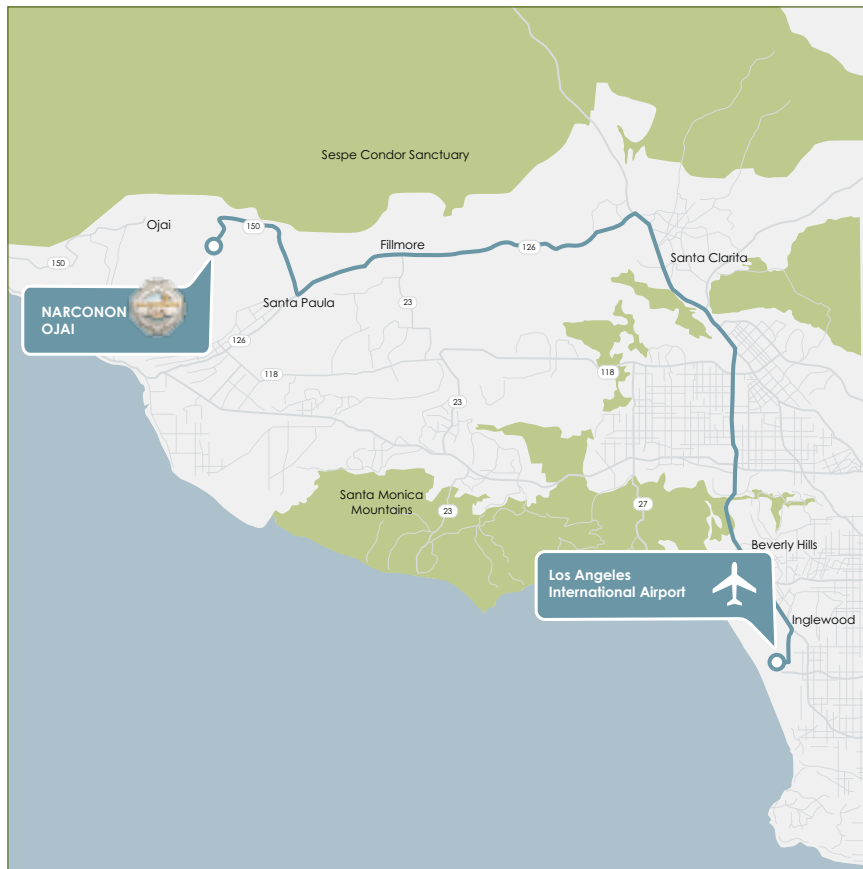 Sespe Condor Sanctuary
Ojai
150
150
Fillmore
126
Santa Clarita
NARCONON
OJAI
Santa Paula
23
126
118
118
23
Santa Monica
Mountains
23
27
Beverly Hills
Los Angeles
International Airport
Inglewood